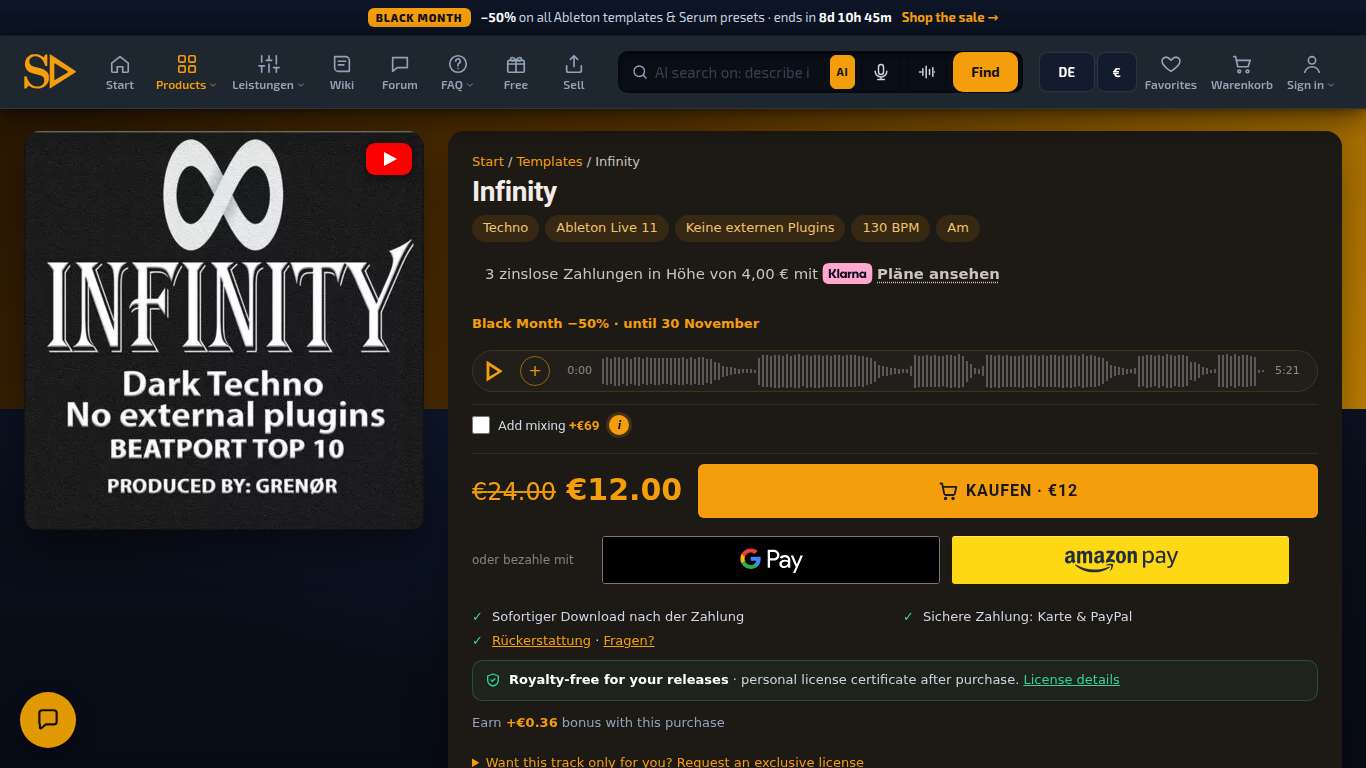 BLACK MONTH −50% on all Ableton templates & Serum presets · ends in 8d 10h 45m Shop the sale →
Start
Products
Leistungen
Wiki
Forum
FAQ
Free
Sell
AI search on: describe i
AI
Find
DE
€
Favorites
Warenkorb
Sign in
INFINITY
Dark Techno
No external plugins
BEATPORT TOP 10
PRODUCED BY: GRENØR
Start / Templates / Infinity
Infinity
Techno
Ableton Live 11
Keine externen Plugins
130 BPM
Am
3 zinslose Zahlungen in Höhe von 4,00 € mit Klarna Pläne ansehen
Black Month −50% · until 30 November
0:00
5:21
Add mixing +€69 i
€24.00 €12.00
KAUFEN · €12
oder bezahle mit
G Pay
amazon pay
✓ Sofortiger Download nach der Zahlung
✓ Sichere Zahlung: Karte & PayPal
✓ Rückerstattung · Fragen?
Royalty-free for your releases · personal license certificate after purchase. License details
Earn +€0.36 bonus with this purchase
Want this track only for you? Request an exclusive license